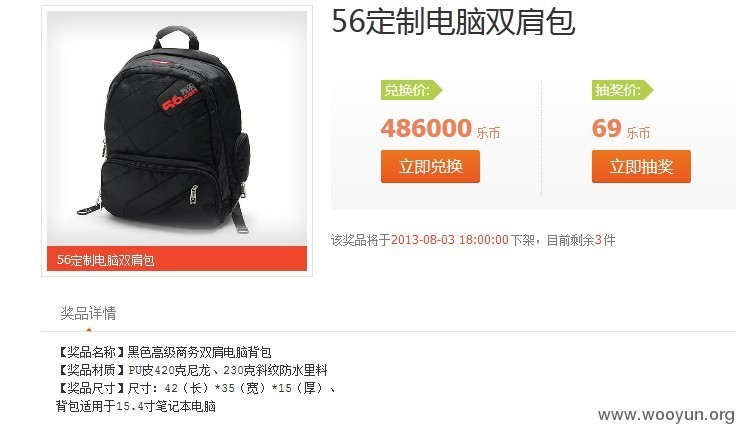 56定制电脑双肩包
56.com
56定制电脑双肩包
兑换价:
486000 乐币
立即兑换
抽奖价:
69 乐币
立即抽奖
该奖品将于2013-08-03 18:00:00下架，目前剩余3件
奖品详情
【奖品名称】黑色高级商务双肩电脑背包
【奖品材质】PU皮420克尼龙、230克斜纹防水里料
【奖品尺寸】尺寸：42（长）*35（宽）*15（厚）、
背包适用于15.4寸笔记本电脑
www.wooyun.org